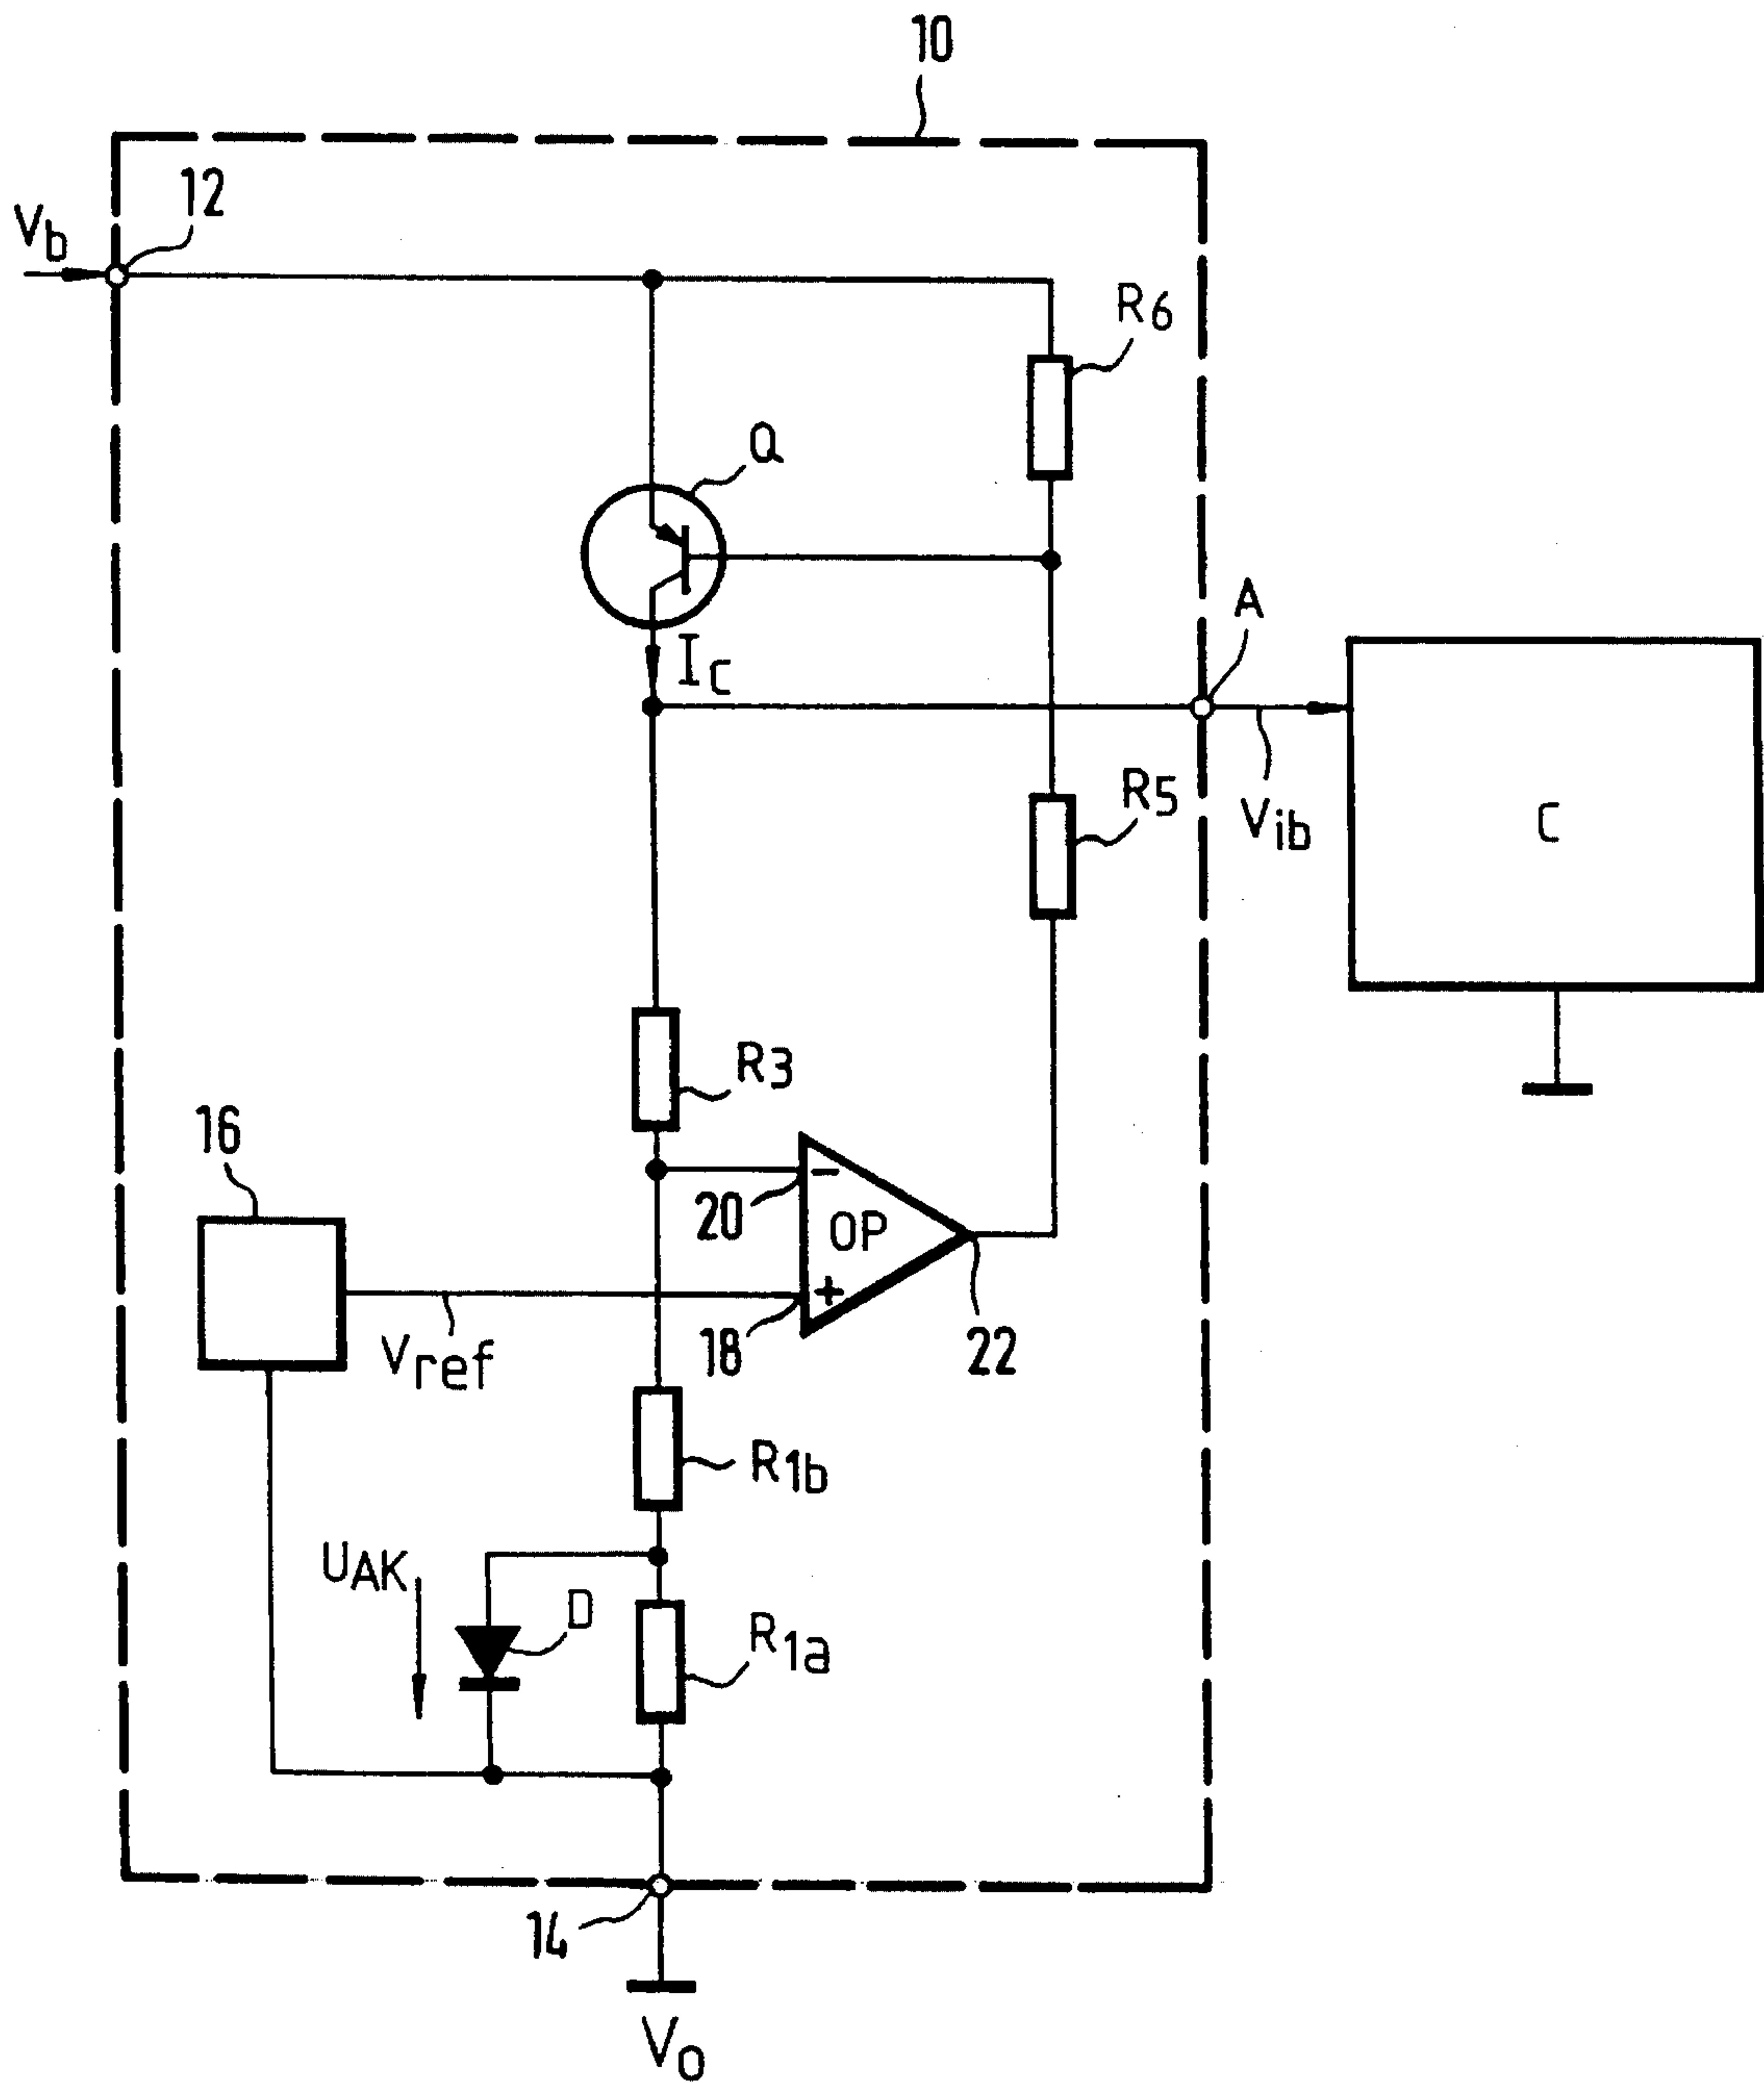 10
12
Vb
R6
Q
A
IC
R5
Vib
C
R3
16
20
−
OP
+
18
22
Vref
R1b
UAK
D
R1a
14
Vo